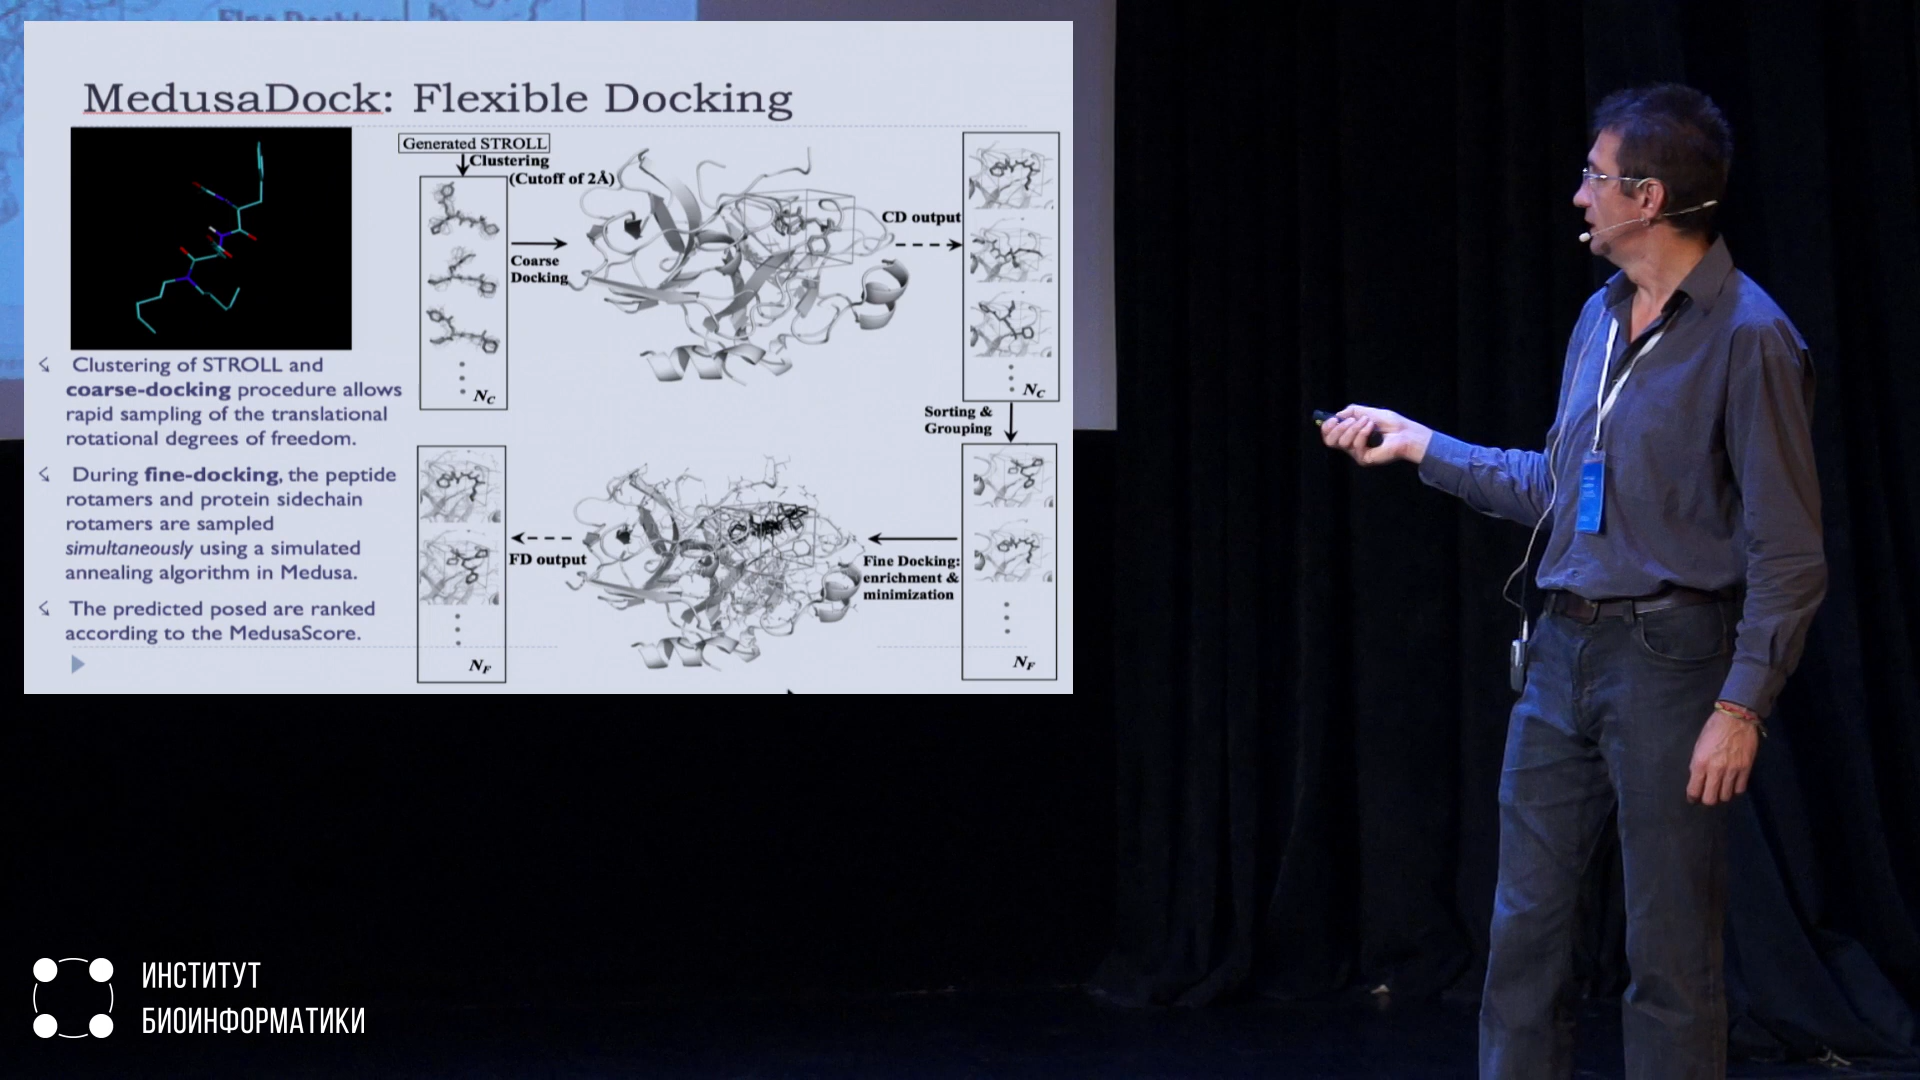 Fine Docking:
MedusaDock: Flexible Docking
Generated STROLL
Clustering
(Cutoff of 2Å)
Coarse
Docking
CD output
N_C
N_C
Sorting &
Grouping
Clustering of STROLL and
coarse-docking procedure allows
rapid sampling of the translational
rotational degrees of freedom.
During fine-docking, the peptide
rotamers and protein sidechain
rotamers are sampled
simultaneously using a simulated
annealing algorithm in Medusa.
The predicted posed are ranked
according to the MedusaScore.
FD output
Fine Docking:
enrichment &
minimization
N_F
N_F
ИНСТИТУТ
БИОИНФОРМАТИКИ